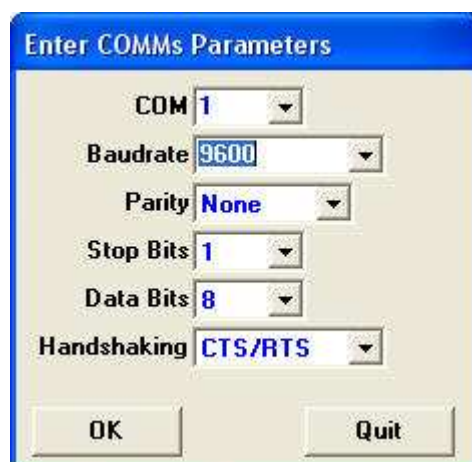 Enter COMMs Parameters
COM 1
Baudrate 9600
Parity None
Stop Bits 1
Data Bits 8
Handshaking CTS/RTS
OK Quit